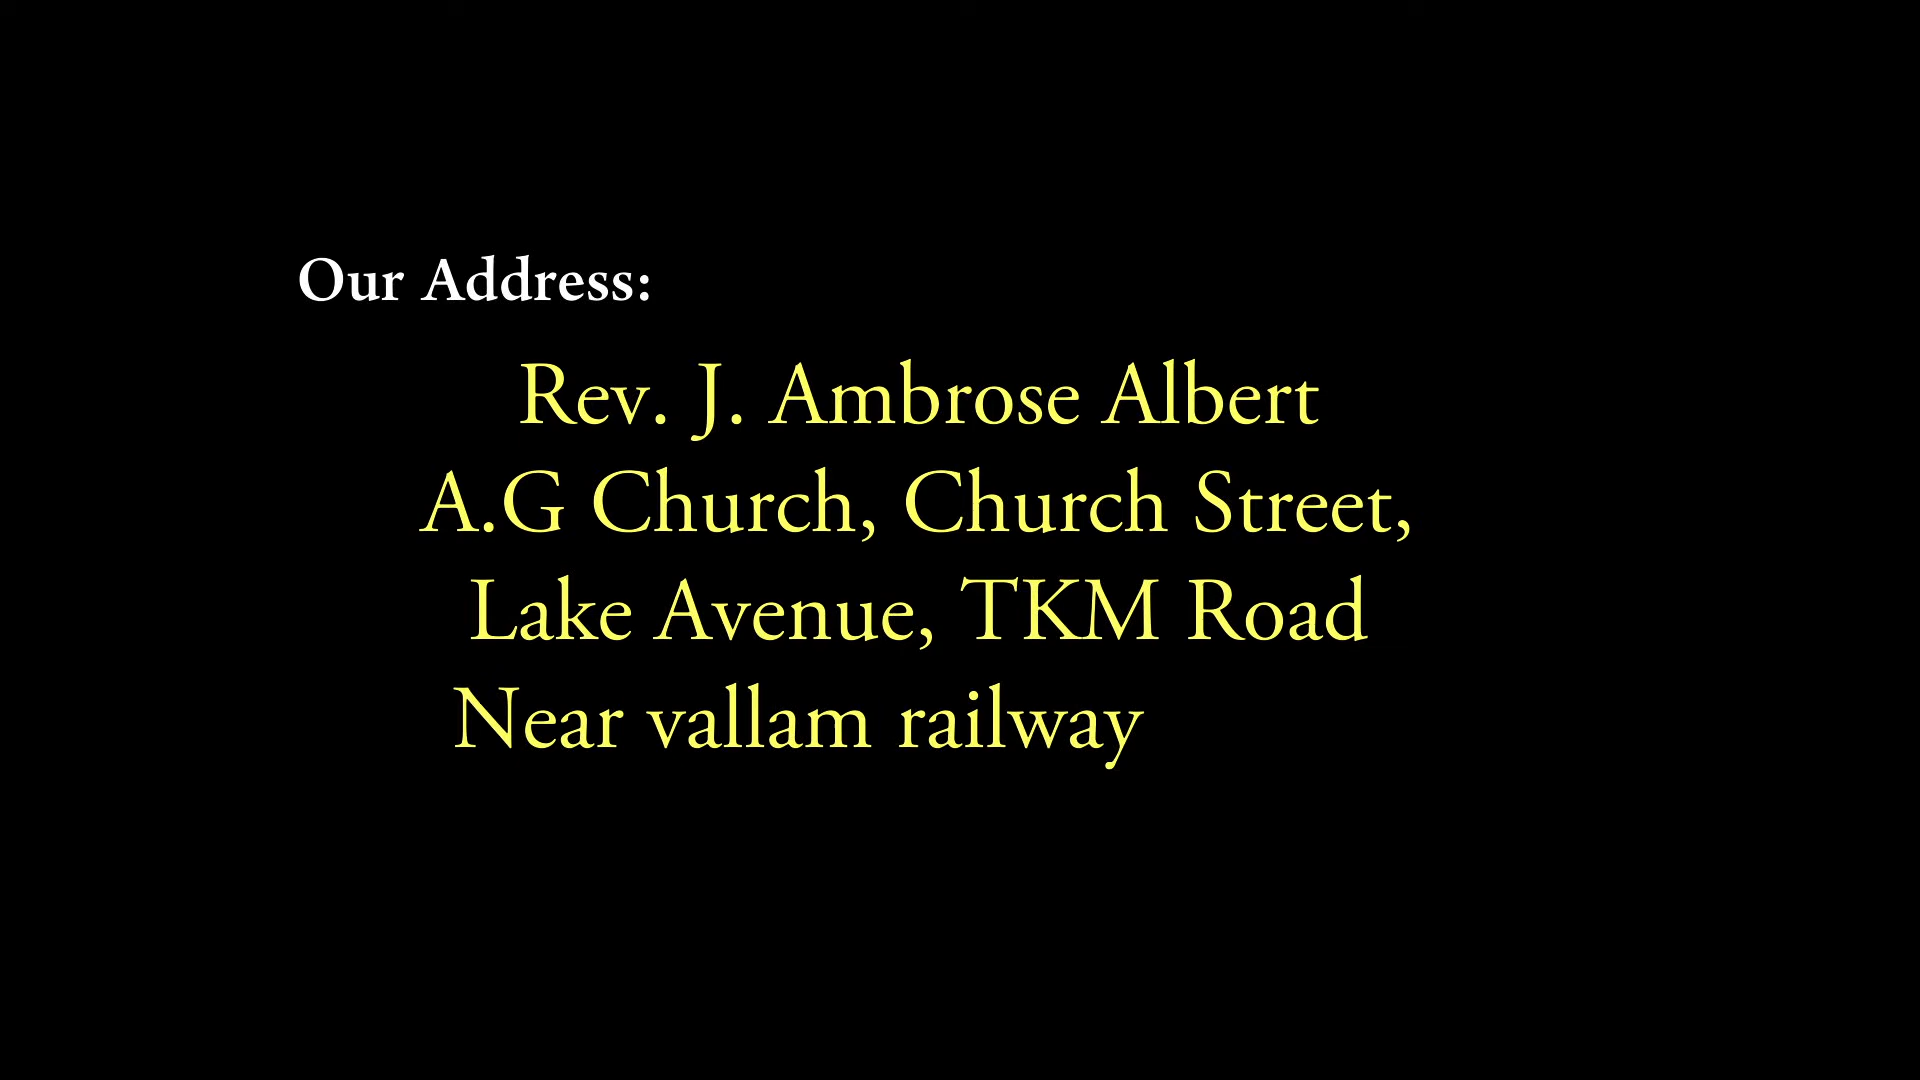 Our Address:
Rev. J. Ambrose Albert
A.G Church, Church Street,
Lake Avenue, TKM Road
Near vallam railway